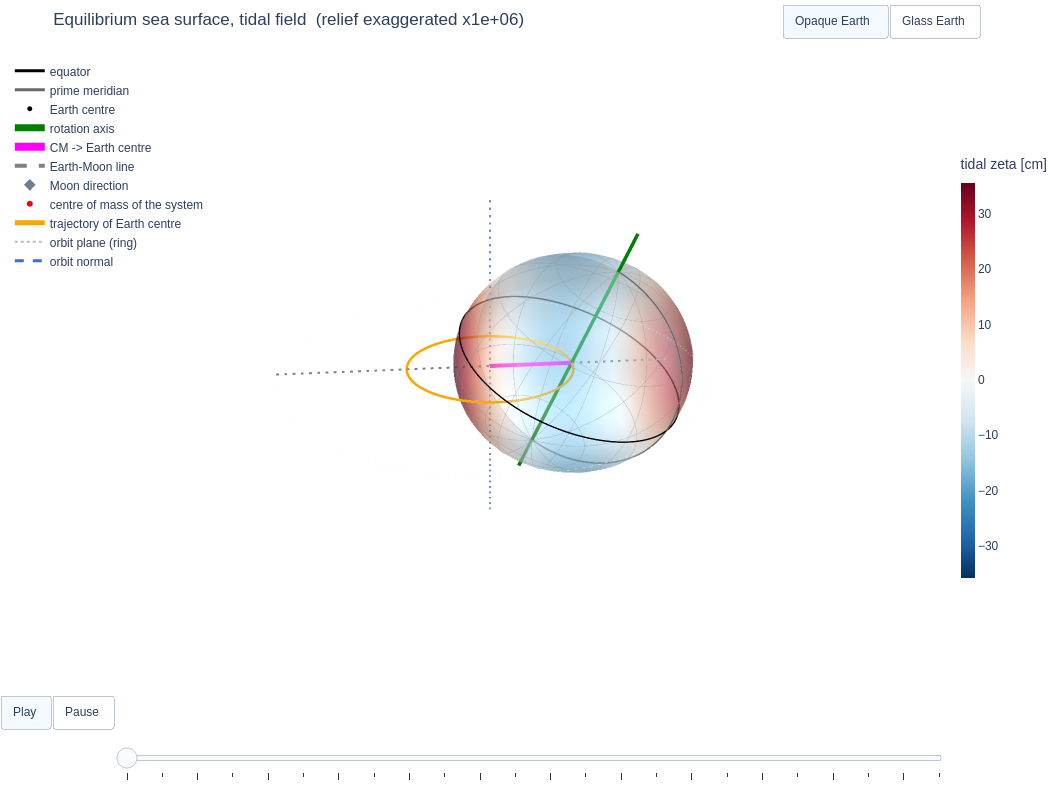 Equilibrium sea surface, tidal field  (relief exaggerated x1e+06)
Opaque Earth
Glass Earth
equator
prime meridian
Earth centre
rotation axis
CM -> Earth centre
Earth-Moon line
Moon direction
centre of mass of the system
trajectory of Earth centre
orbit plane (ring)
orbit normal
tidal zeta [cm]
30
20
10
0
−10
−20
−30
Play
Pause